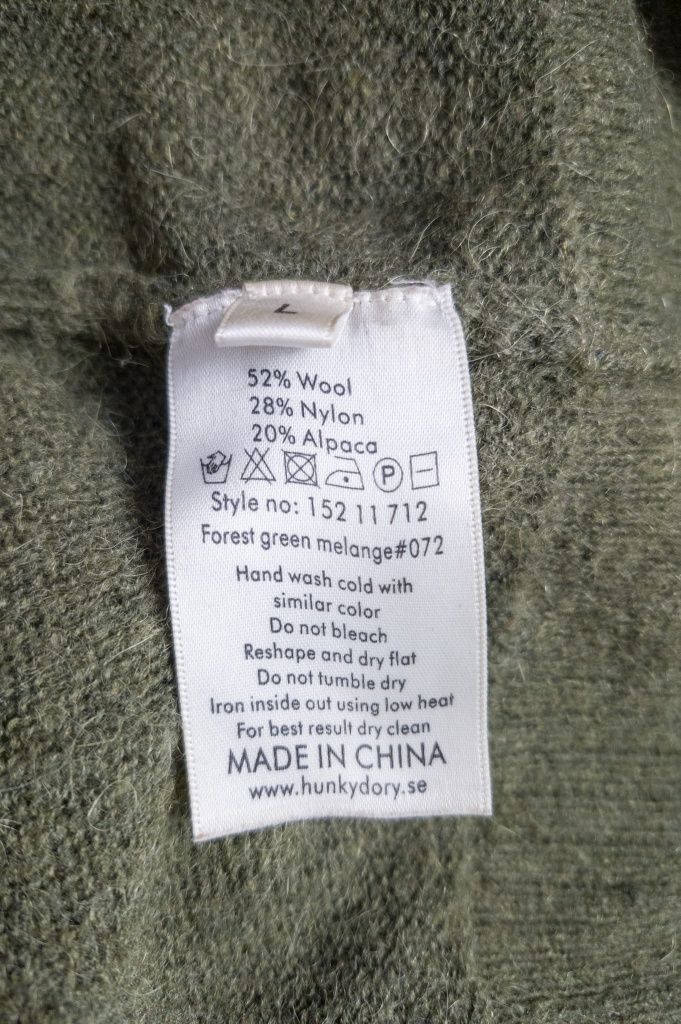 L
52% Wool
28% Nylon
20% Alpaca
P
Style no: 152 11 712
Forest green melange#072
Hand wash cold with
similar color
Do not bleach
Reshape and dry flat
Do not tumble dry
Iron inside out using low heat
For best result dry clean
MADE IN CHINA
www.hunkydory.se